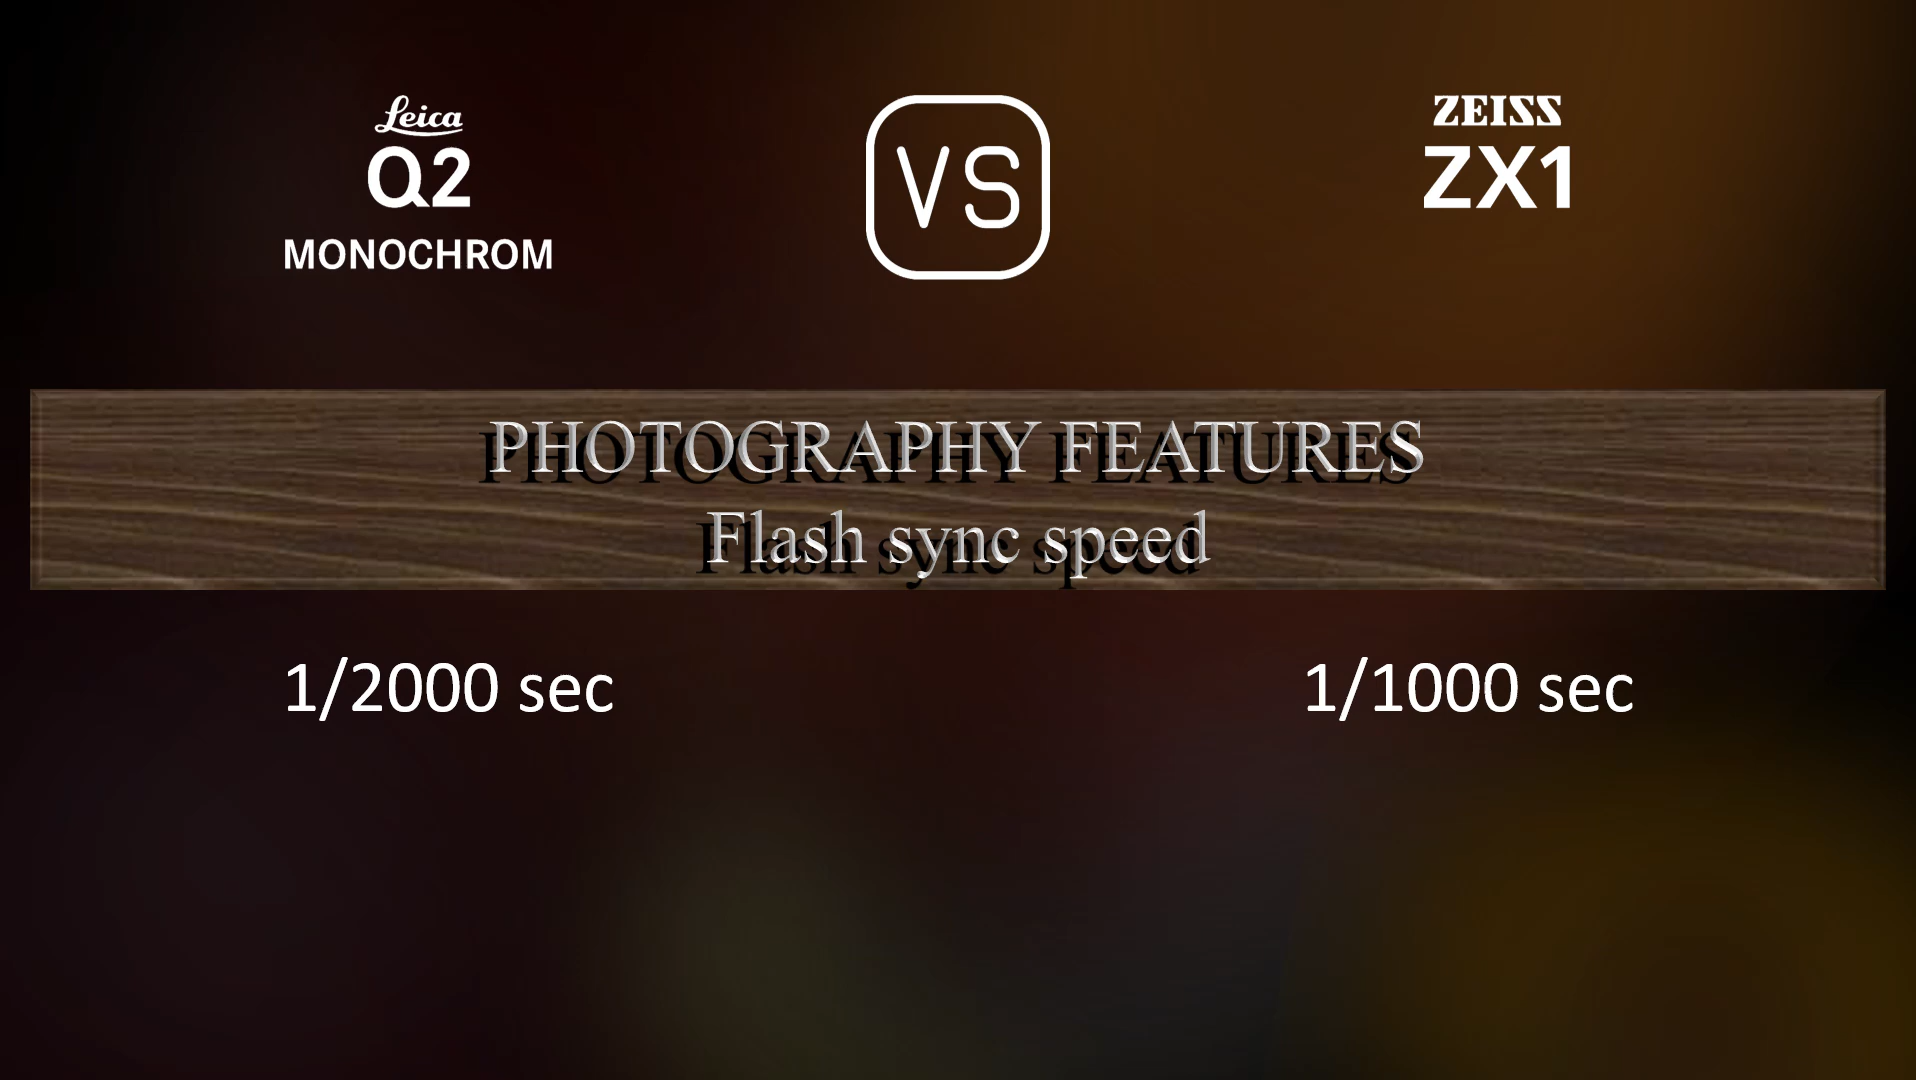 Leica
Q2
MONOCHROM
VS
ZEISS
ZX1
PHOTOGRAPHY FEATURES
Flash sync speed
1/2000 sec
1/1000 sec